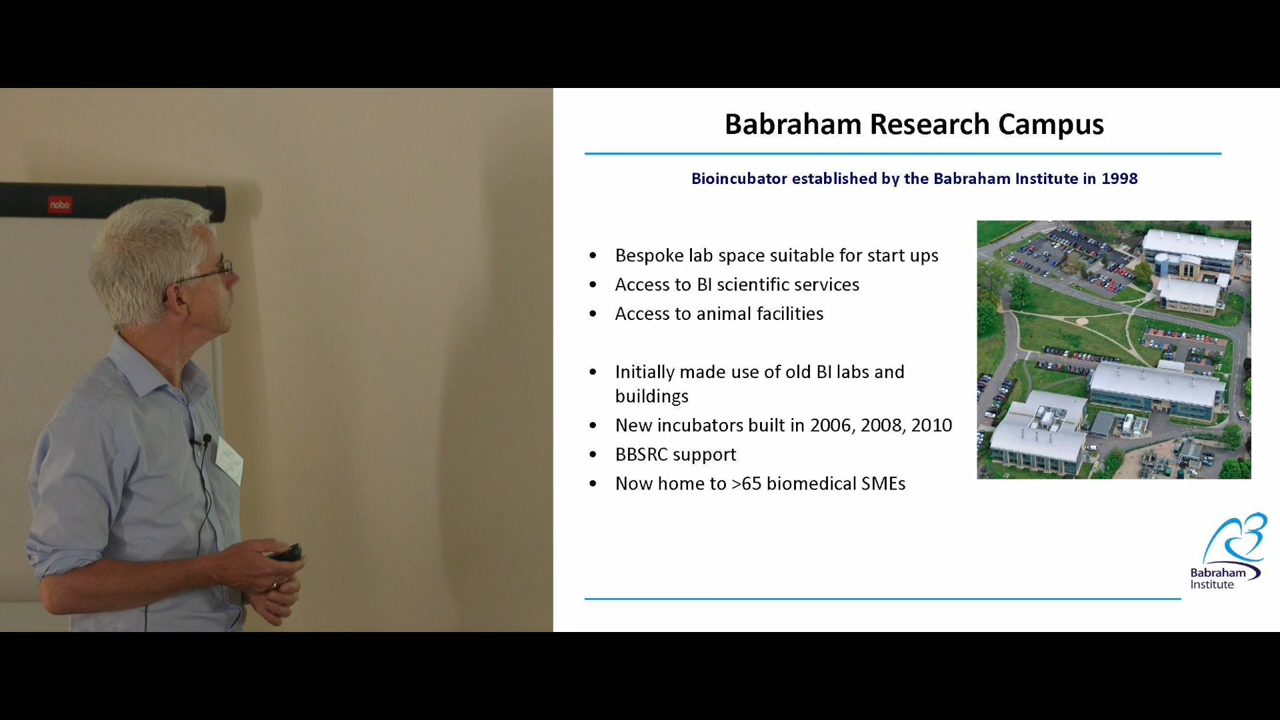 nobo
Babraham Research Campus
Bioincubator established by the Babraham Institute in 1998
• Bespoke lab space suitable for start ups
• Access to BI scientific services
• Access to animal facilities
• Initially made use of old BI labs and
buildings
• New incubators built in 2006, 2008, 2010
• BBSRC support
• Now home to >65 biomedical SMEs
Babraham
Institute